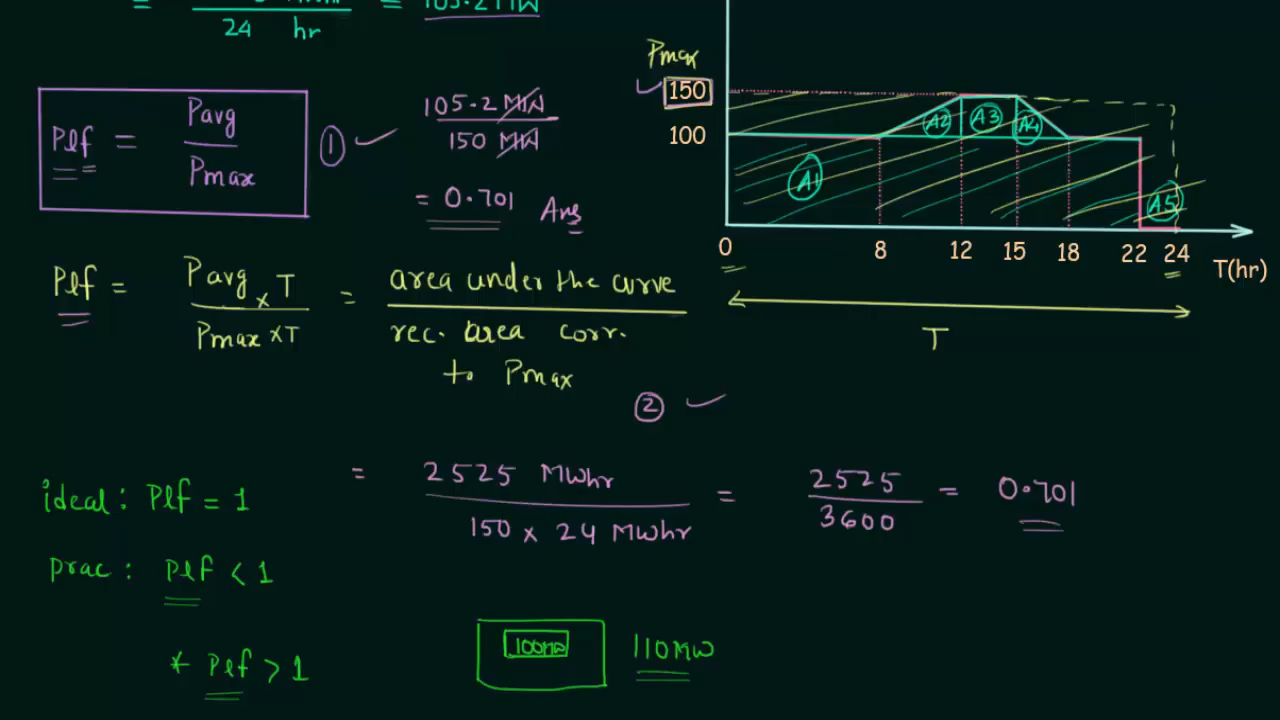 24 hr
Plf = Pavg / Pmax ① ✓
105.2 MW / 150 MW
= 0.701 Ans
Plf = Pavg × T / Pmax × T = area under the curve / rec. area corr. to Pmax
② ✓
= 2525 MWhr / 150 × 24 MWhr = 2525 / 3600 = 0.701
ideal : Plf = 1
prac : Plf < 1
* Plf > 1
100MW 110MW
Pmax
150
100
A1 A2 A3 A4 A5
0 8 12 15 18 22 24 T(hr)
T